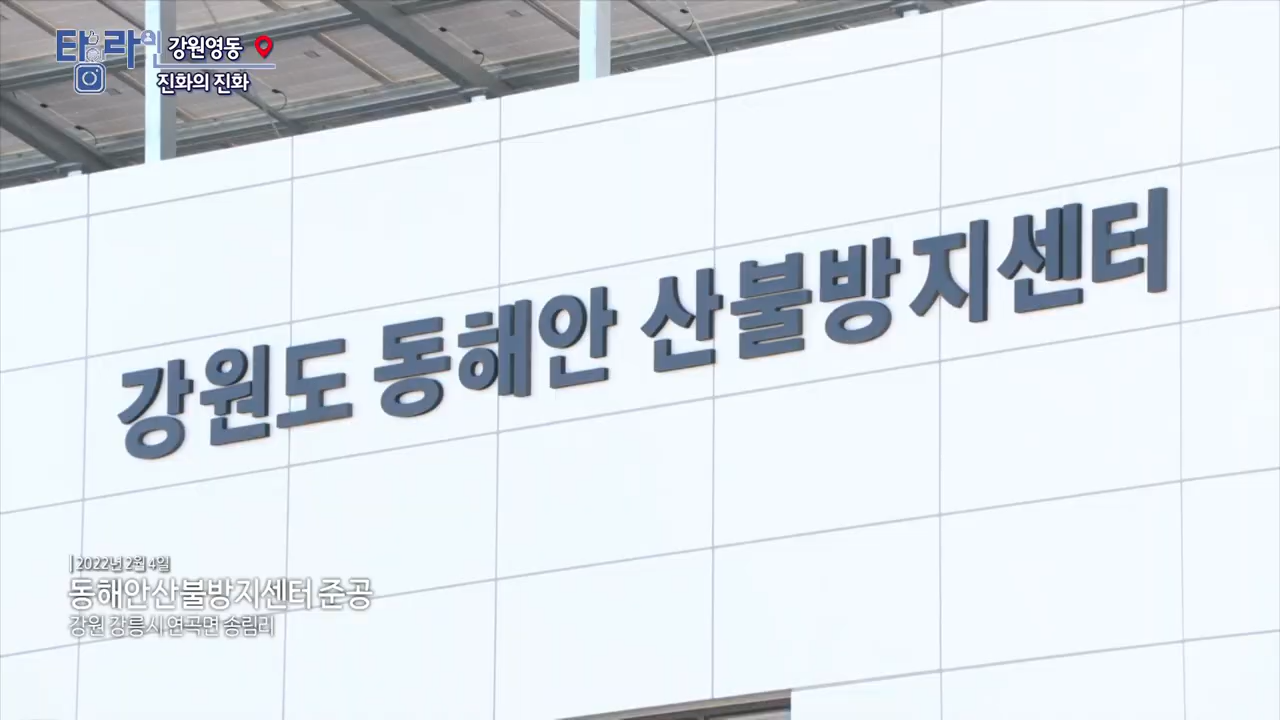 강원영동
진화의 진화
강원도 동해안 산불방지센터
2022년 2월 4일
동해안산불방지센터 준공
강원 강릉시 연곡면 송림리